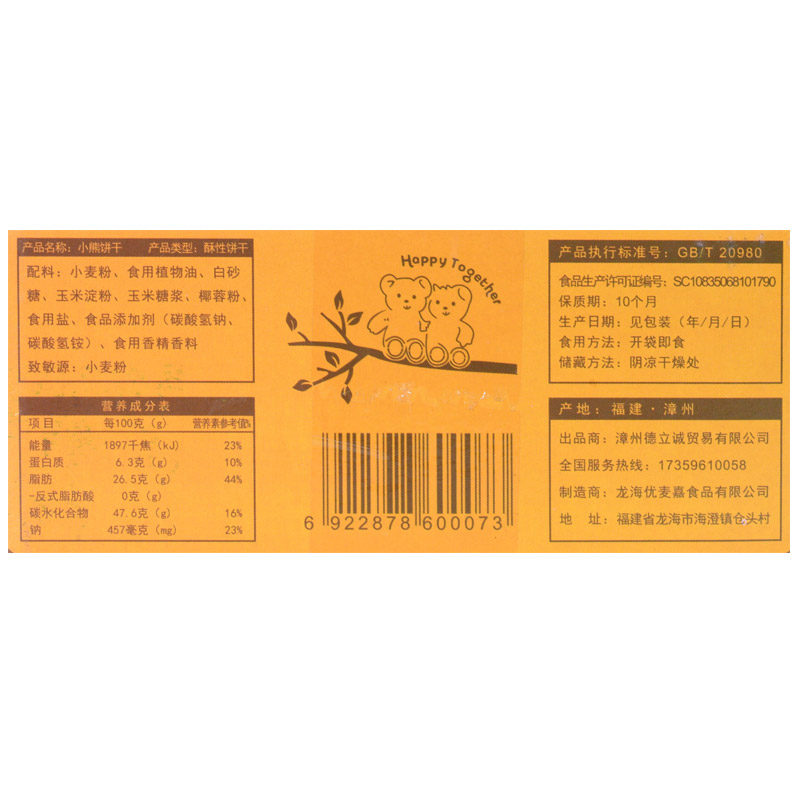 产品名称：小熊饼干 产品类型：酥性饼干
配料：小麦粉、食用植物油、白砂
糖、玉米淀粉、玉米糖浆、椰蓉粉、
食用盐、食品添加剂（碳酸氢钠、
碳酸氢铵）、食用香精香料
致敏源：小麦粉
营养成分表
项目 每100克（g） 营养素参考值%
能量 1897千焦（kJ） 23%
蛋白质 6.3克（g） 10%
脂肪 26.5克（g） 44%
-反式脂肪酸 0克（g）
碳水化合物 47.6克（g） 16%
钠 457毫克（mg） 23%
Happy Together
6 922878 600073
产品执行标准号：GB/T 20980
食品生产许可证编号：SC10835068101790
保质期：10个月
生产日期：见包装（年/月/日）
食用方法：开袋即食
储藏方法：阴凉干燥处
产地：福建·漳州
出品商：漳州德立诚贸易有限公司
全国服务热线：17359610058
制造商：龙海优麦嘉食品有限公司
地 址：福建省龙海市海澄镇仓头村